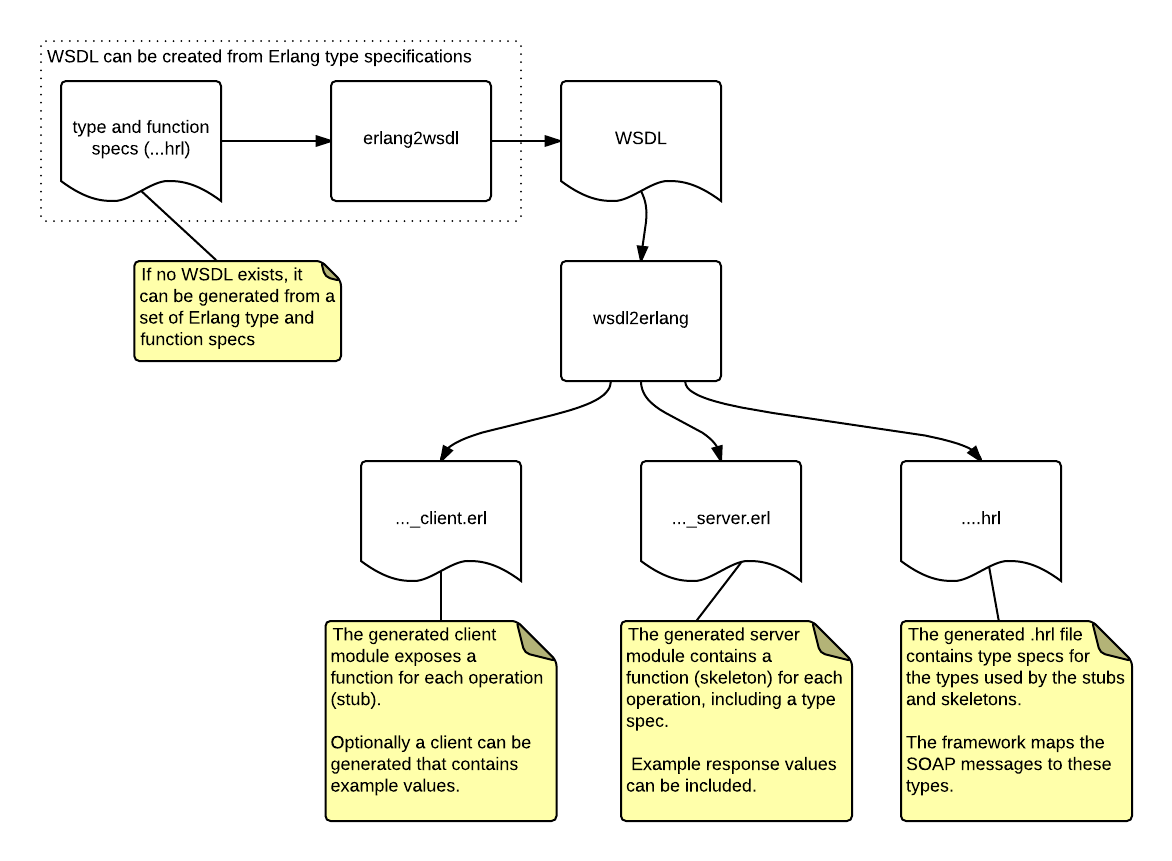 WSDL can be created from Erlang type specifications
type and function
specs (...hrl)
erlang2wsdl
WSDL
If no WSDL exists, it
can be generated from a
set of Erlang type and
function specs
wsdl2erlang
..._client.erl
..._server.erl
....hrl
The generated client
module exposes a
function for each operation
(stub).
Optionally a client can be
generated that contains
example values.
The generated server
module contains a
function (skeleton) for each
operation, including a type
spec.
Example response values
can be included.
The generated .hrl file
contains type specs for
the types used by the stubs
and skeletons.
The framework maps the
SOAP messages to these
types.